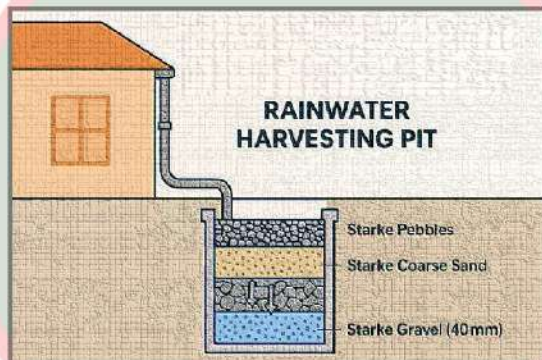 RAINWATER
HARVESTING PIT
Starke Pebbles
Starke Coarse Sand
Starke Gravel (40mm)